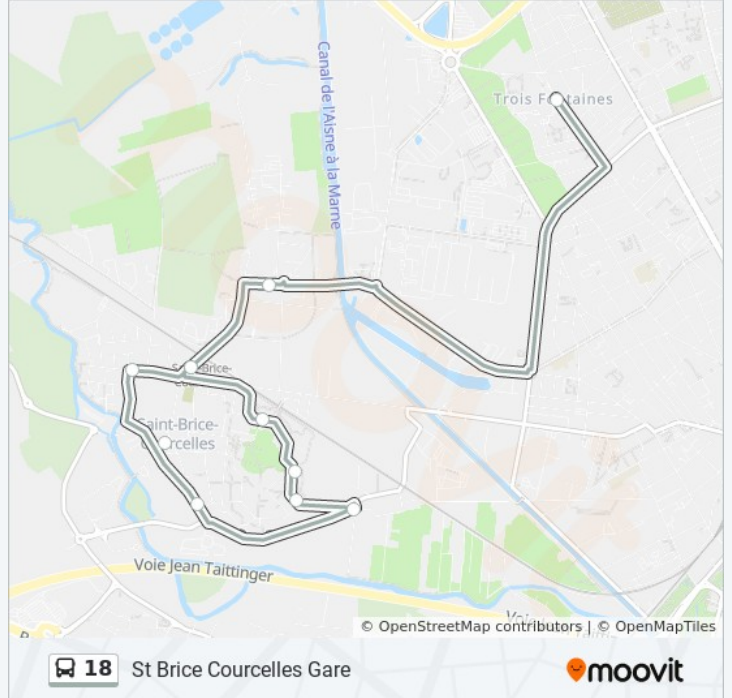 Canal de l'Aisne à la Marne
Trois Fontaines
Saint-Brice-
Courcelles
Voie Jean Taittinger
© OpenStreetMap contributors | © OpenMapTiles
18 St Brice Courcelles Gare
moovit